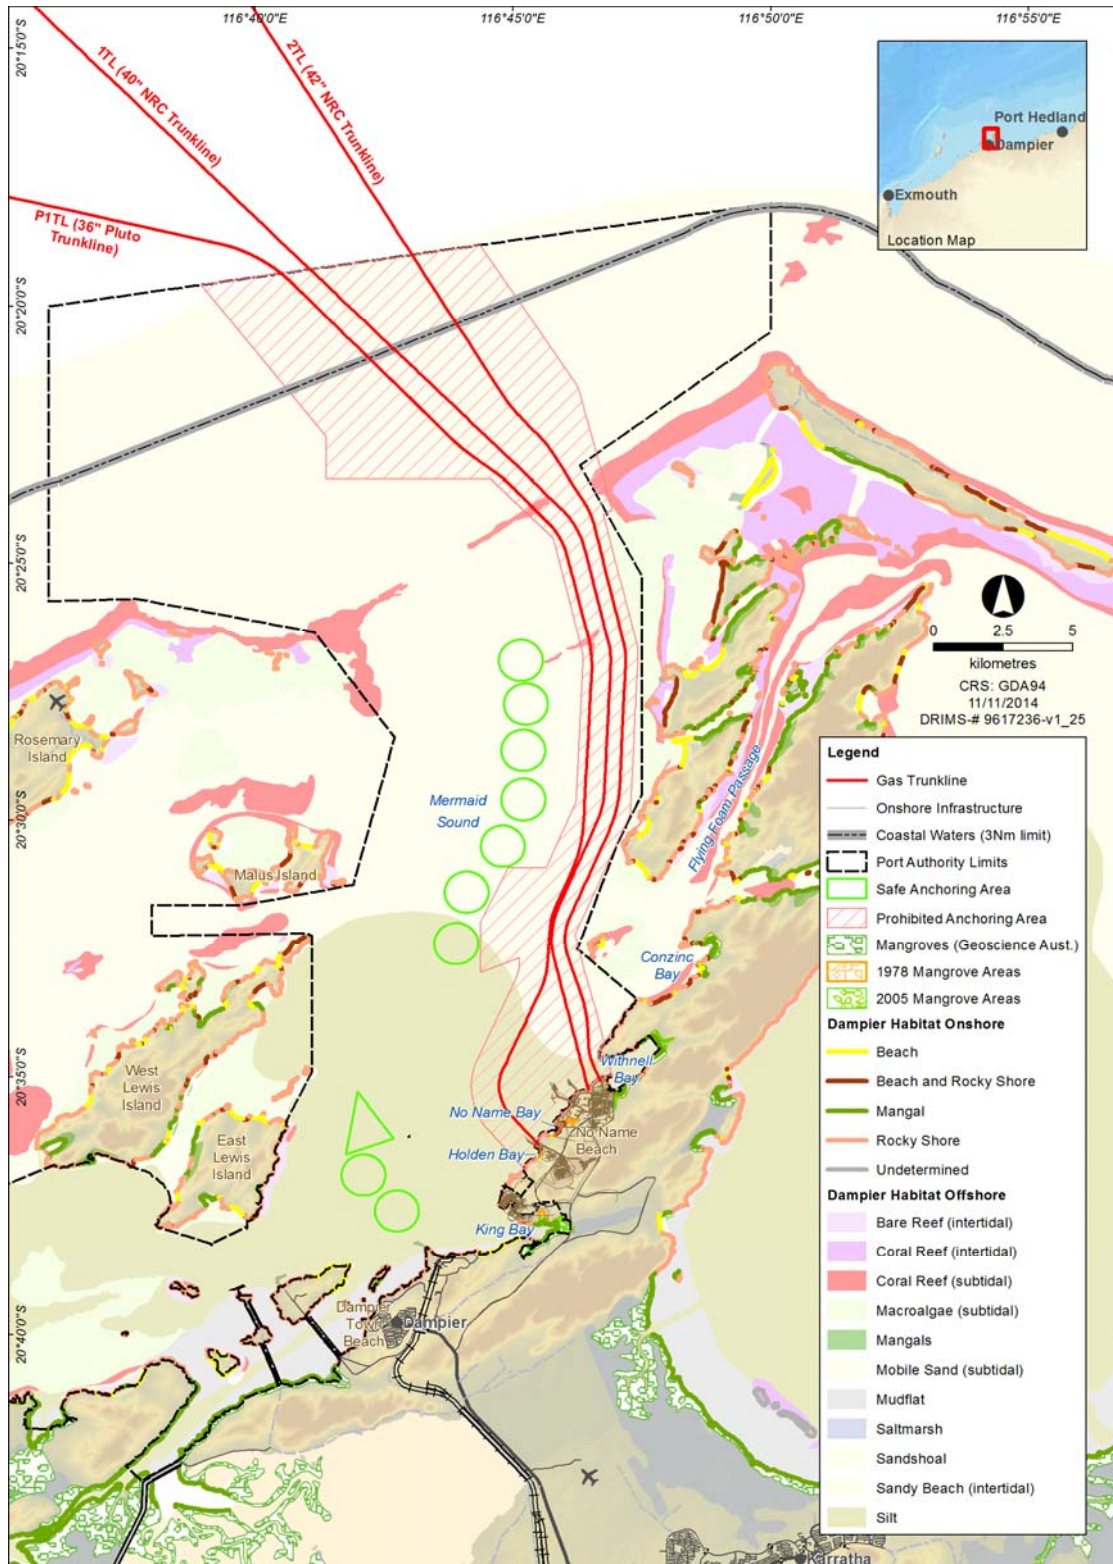 116°40'0"E
116°45'0"E
116°50'0"E
116°55'0"E
20°15'0"S
20°20'0"S
20°25'0"S
20°30'0"S
20°35'0"S
20°40'0"S
1TL (40" NRC Trunkline)
2TL (42" NRC Trunkline)
P1TL (36" Pluto
Trunkline)
Port Hedland
Dampier
Exmouth
Location Map
0 2.5 5
kilometres
CRS: GDA94
11/11/2014
DRIMS-# 9617236-v1_25
Rosemary
Island
Mermaid
Sound
Malus Island
Flying Foam Passage
Conzinc
Bay
West
Lewis
Island
East
Lewis
Island
Withnell
Bay
No Name Bay
No Name
Beach
Holden Bay
King Bay
Dampier
Town
Beach
Dampier
Karratha
Legend
Gas Trunkline
Onshore Infrastructure
Coastal Waters (3Nm limit)
Port Authority Limits
Safe Anchoring Area
Prohibited Anchoring Area
Mangroves (Geoscience Aust.)
1978 Mangrove Areas
2005 Mangrove Areas
Dampier Habitat Onshore
Beach
Beach and Rocky Shore
Mangal
Rocky Shore
Undetermined
Dampier Habitat Offshore
Bare Reef (intertidal)
Coral Reef (intertidal)
Coral Reef (subtidal)
Macroalgae (subtidal)
Mangals
Mobile Sand (subtidal)
Mudflat
Saltmarsh
Sandshoal
Sandy Beach (intertidal)
Silt